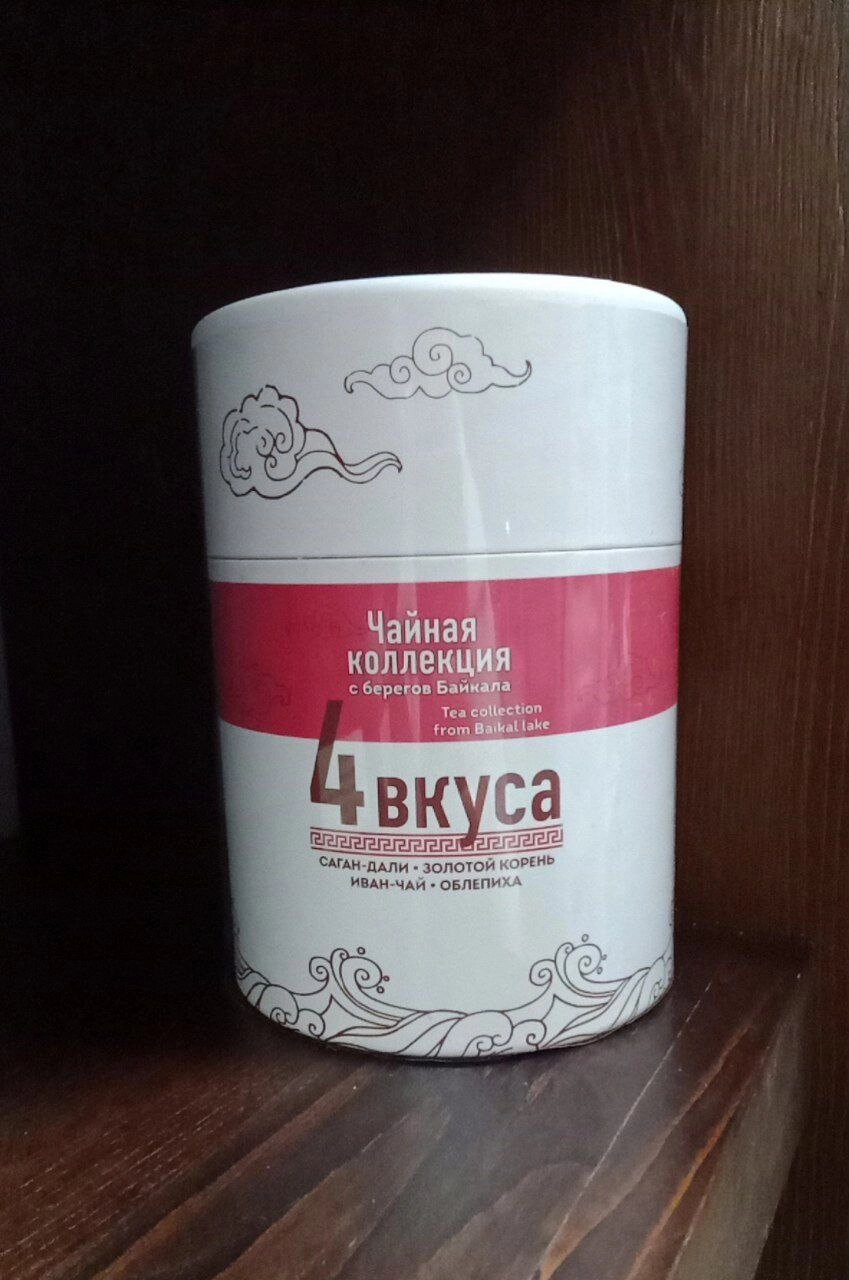 Чайная
коллекция
с берегов Байкала
Tea collection
from Baikal lake
4 вкуса
САГАН-ДАЛИ • ЗОЛОТОЙ КОРЕНЬ
ИВАН-ЧАЙ • ОБЛЕПИХА